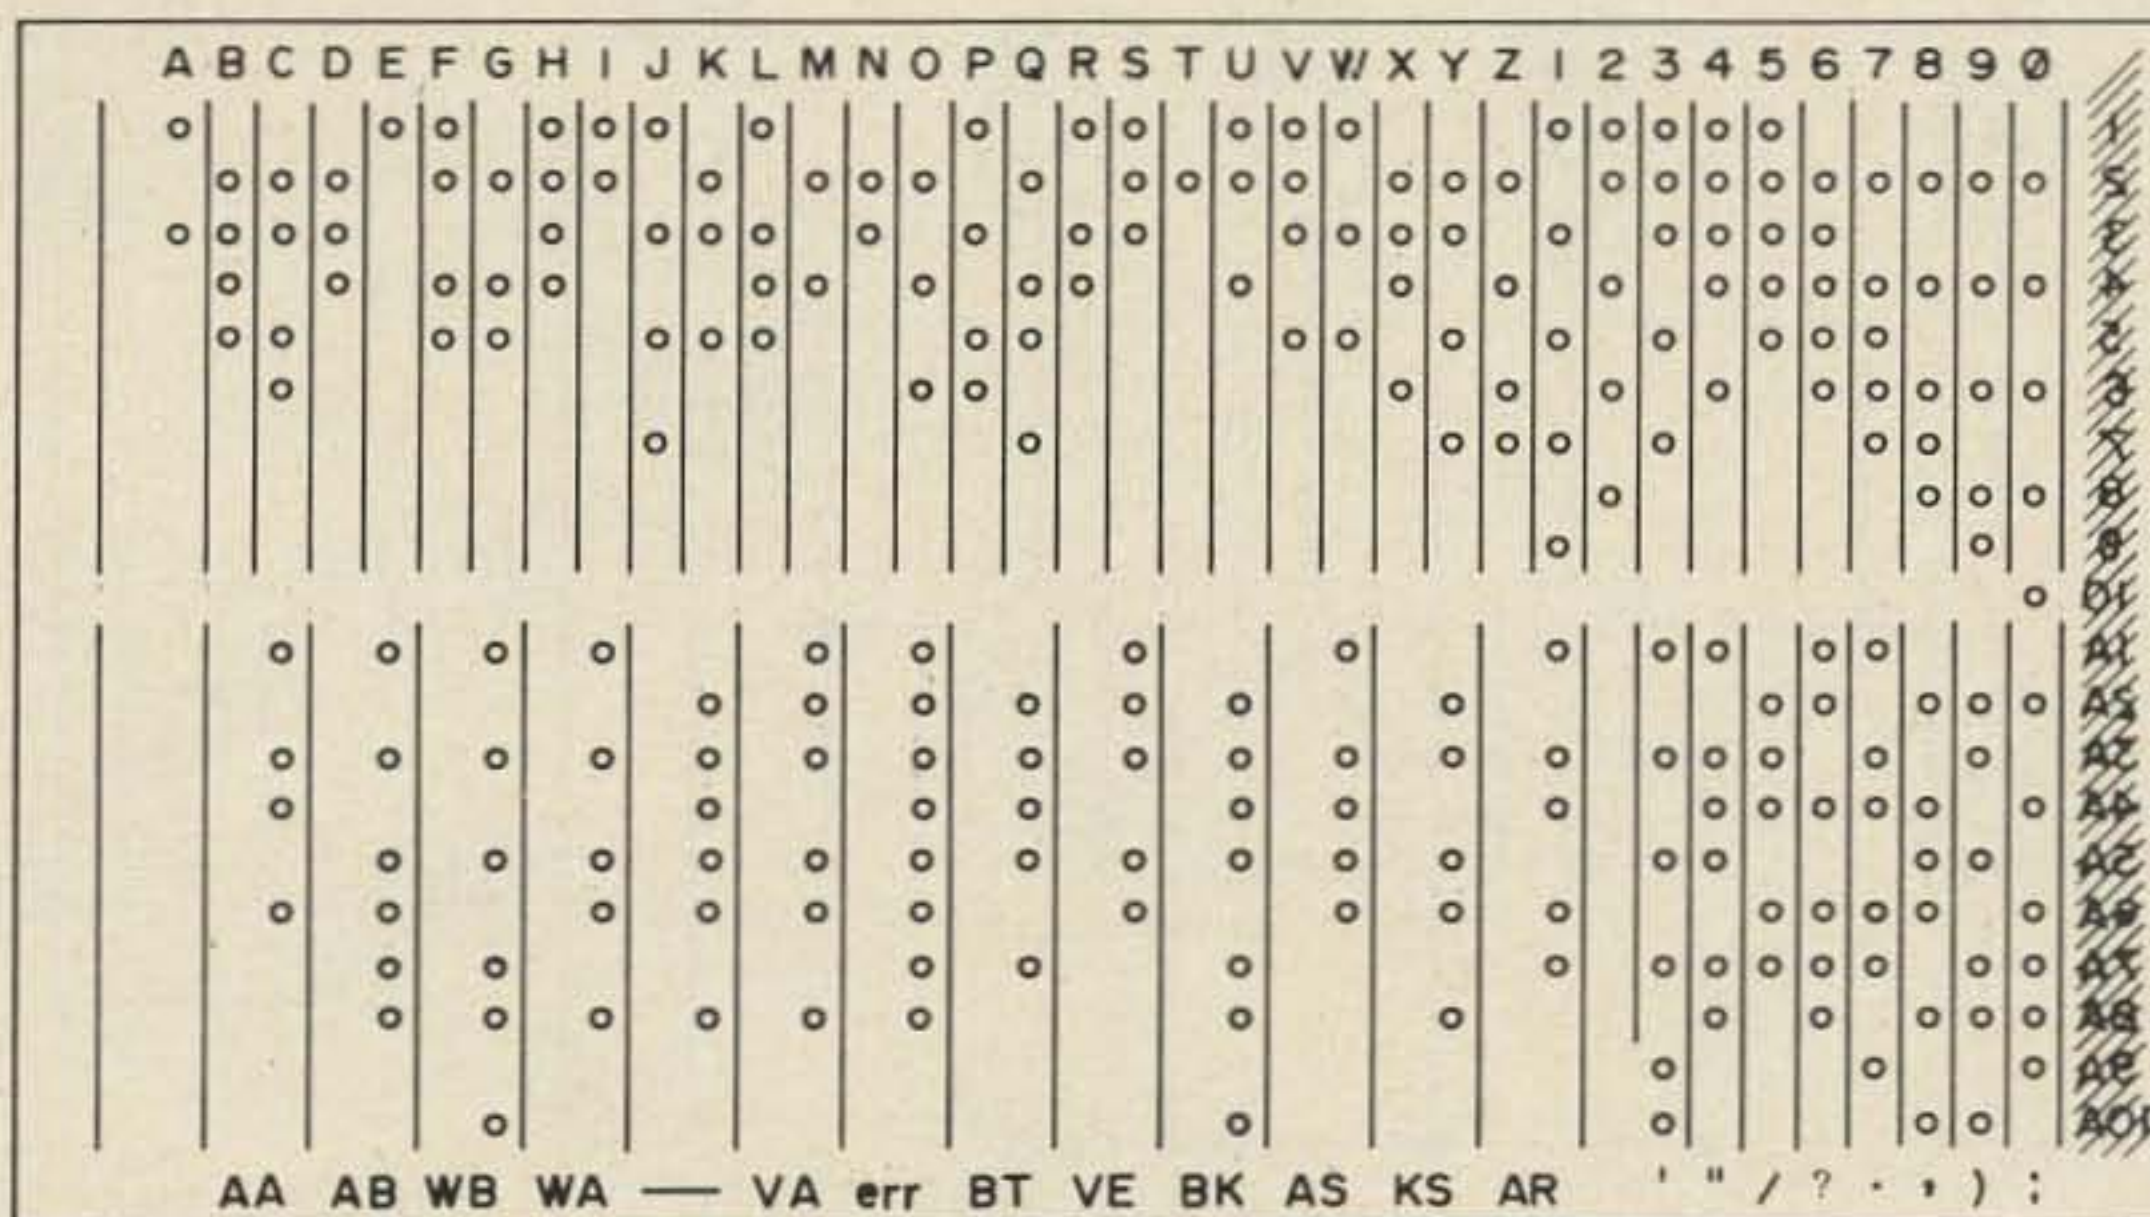 A B C D E F G H I J K L M N O P Q R S T U V W X Y Z 1 2 3 4 5 6 7 8 9 0
AA AB WB WA — VA err BT VE BK AS KS AR ' " / ? . , ) :